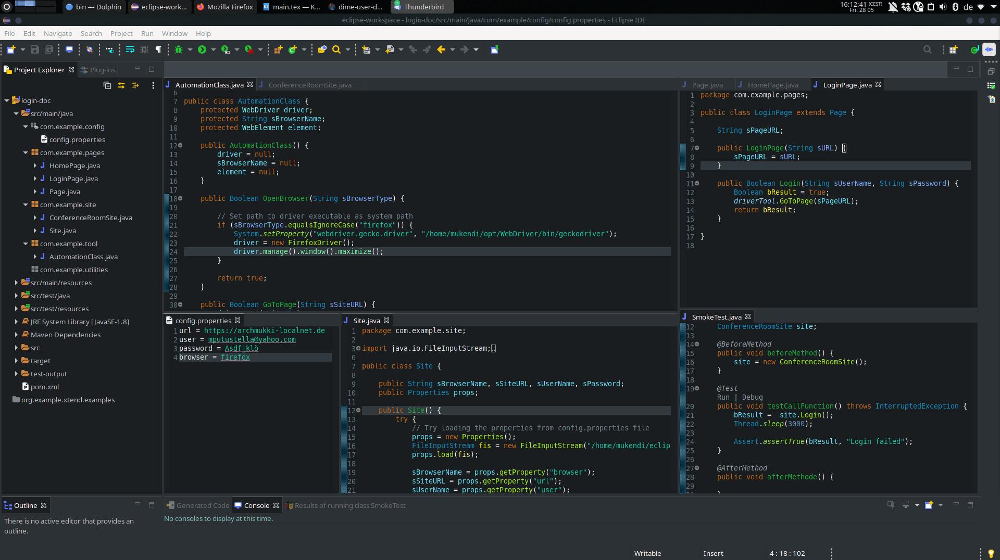 bin — Dolphin
eclipse-work...
Mozilla Firefox
main.tex — K...
dime-user-d...
Thunderbird
16:12:41 (CEST)
Fri. 28 05
de
eclipse-workspace - login-doc/src/main/java/com/example/config/config.properties - Eclipse IDE
File Edit Navigate Search Project Run Window Help
Project Explorer
Plug-ins
login-doc
src/main/java
com.example.config
config.properties
com.example.pages
HomePage.java
LoginPage.java
Page.java
com.example.site
ConferenceRoomSite.java
Site.java
com.example.tool
AutomationClass.java
com.example.utilities
src/main/resources
src/test/java
src/test/resources
JRE System Library [JavaSE-1.8]
Maven Dependencies
src
target
test-output
pom.xml
org.example.xtend.examples
AutomationClass.java
ConferenceRoomSite.java
6
7 public class AutomationClass {
8 protected WebDriver driver;
9 protected String sBrowserName;
10 protected WebElement element;
11
12 public AutomationClass() {
13 driver = null;
14 sBrowserName = null;
15 element = null;
16 }
17
18 public Boolean OpenBrowser(String sBrowserType) {
19
20 // Set path to driver executable as system path
21 if (sBrowserType.equalsIgnoreCase("firefox")) {
22 System.setProperty("webdriver.gecko.driver", "/home/mukendi/opt/WebDriver/bin/geckodriver");
23 driver = new FirefoxDriver();
24 driver.manage().window().maximize();
25 }
26
27 return true;
28 }
29
30 public Boolean GoToPage(String sSiteURL) {
Page.java
HomePage.java
LoginPage.java
1 package com.example.pages;
2
3 public class LoginPage extends Page {
4
5 String sPageURL;
6
7 public LoginPage(String sURL) {
8 sPageURL = sURL;
9 }
10
11 public Boolean Login(String sUserName, String sPassword) {
12 Boolean bResult = true;
13 driverTool.GoToPage(sPageURL);
14 return bResult;
15 }
16
17 }
18
config.properties
1 url = https://archmukki-localnet.de
2 user = mputustella@yahoo.com
3 password = Asdfjklö
4 browser = firefox
Site.java
1 package com.example.site;
2
3 import java.io.FileInputStream;
6
7 public class Site {
8
9 public String sBrowserName, sSiteURL, sUserName, sPassword;
10 public Properties props;
11
12 public Site() {
13 try {
14 // Try loading the properties from config.properties file
15 props = new Properties();
16 FileInputStream fis = new FileInputStream("/home/mukendi/eclip
17 props.load(fis);
18
19 sBrowserName = props.getProperty("browser");
20 sSiteURL = props.getProperty("url");
21 sUserName = props.getProperty("user");
SmokeTest.java
12 ConferenceRoomSite site;
13
14 @BeforeMethod
15 public void beforeMethod() {
16 site = new ConferenceRoomSite();
17 }
18
19 @Test
Run | Debug
20 public void testCallFunction() throws InterruptedException {
21 bResult = site.Login();
22 Thread.sleep(3000);
23
24 Assert.assertTrue(bResult, "Login failed");
25 }
26
27 @AfterMethod
28 public void afterMethode() {
29
Outline
There is no active editor that provides an
outline.
Generated Code
Console
Results of running class SmokeTest
No consoles to display at this time.
Writable
Insert
4 : 18 : 102